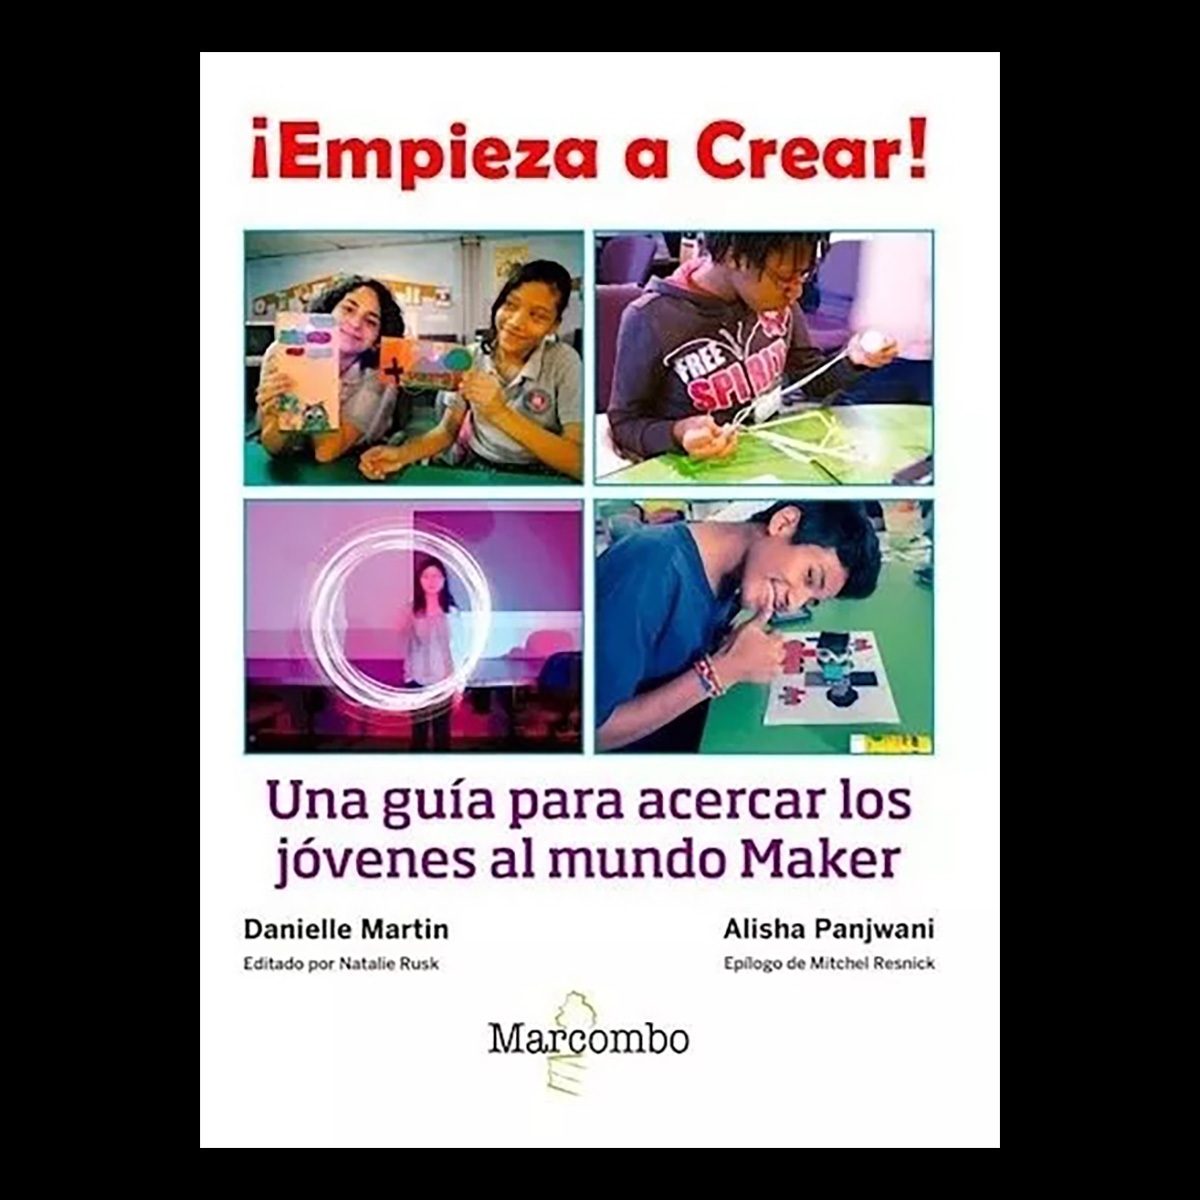 ¡Empieza a Crear!
FREE
SPIRIT
Una guía para acercar los
jóvenes al mundo Maker
Danielle Martin
Editado por Natalie Rusk
Alisha Panjwani
Epílogo de Mitchel Resnick
Marcombo